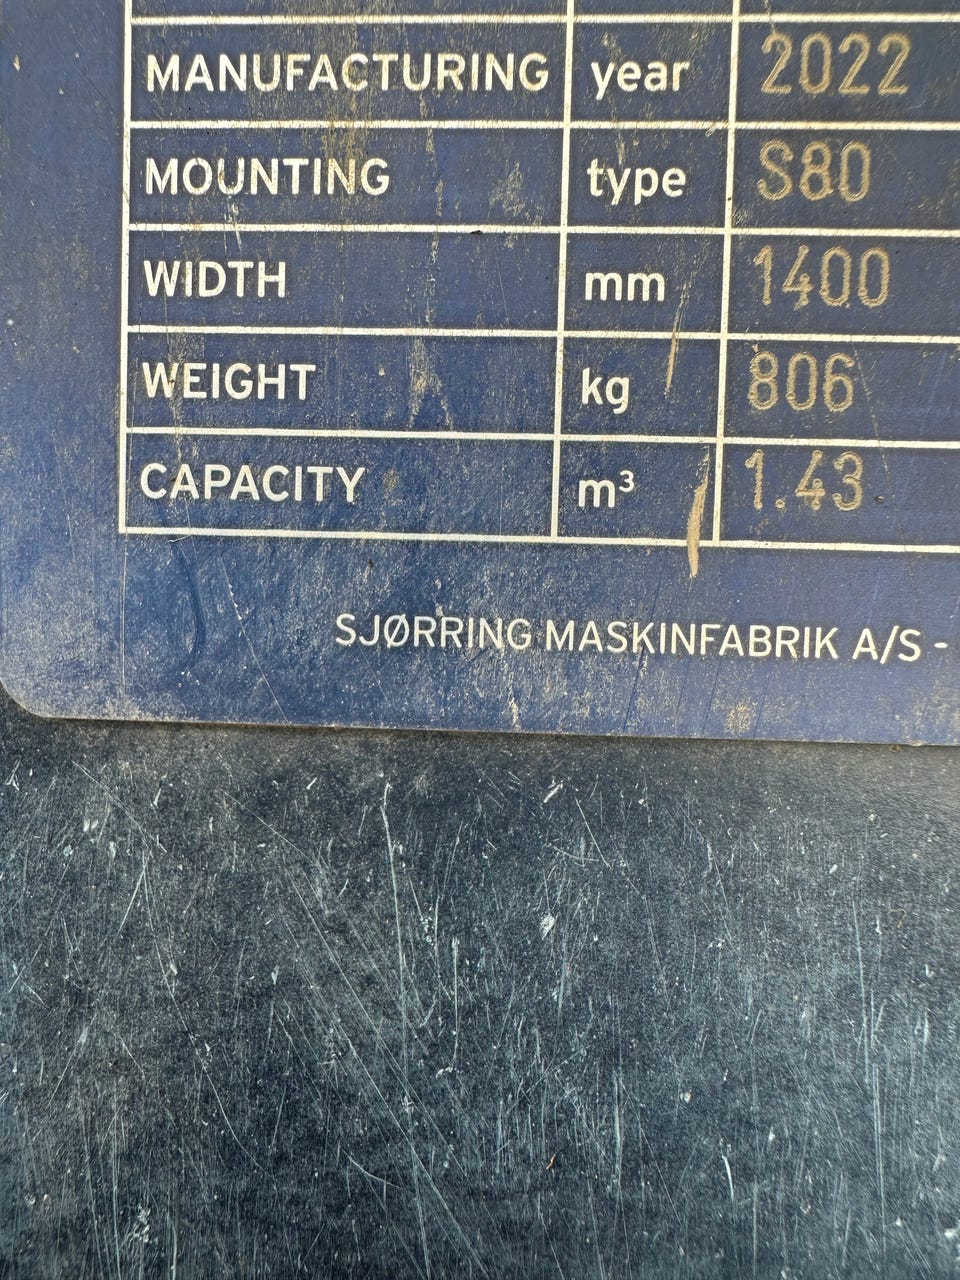 MANUFACTURING year 2022
MOUNTING type S80
WIDTH mm 1400
WEIGHT kg 806
CAPACITY m³ 1.43
SJØRRING MASKINFABRIK A/S -